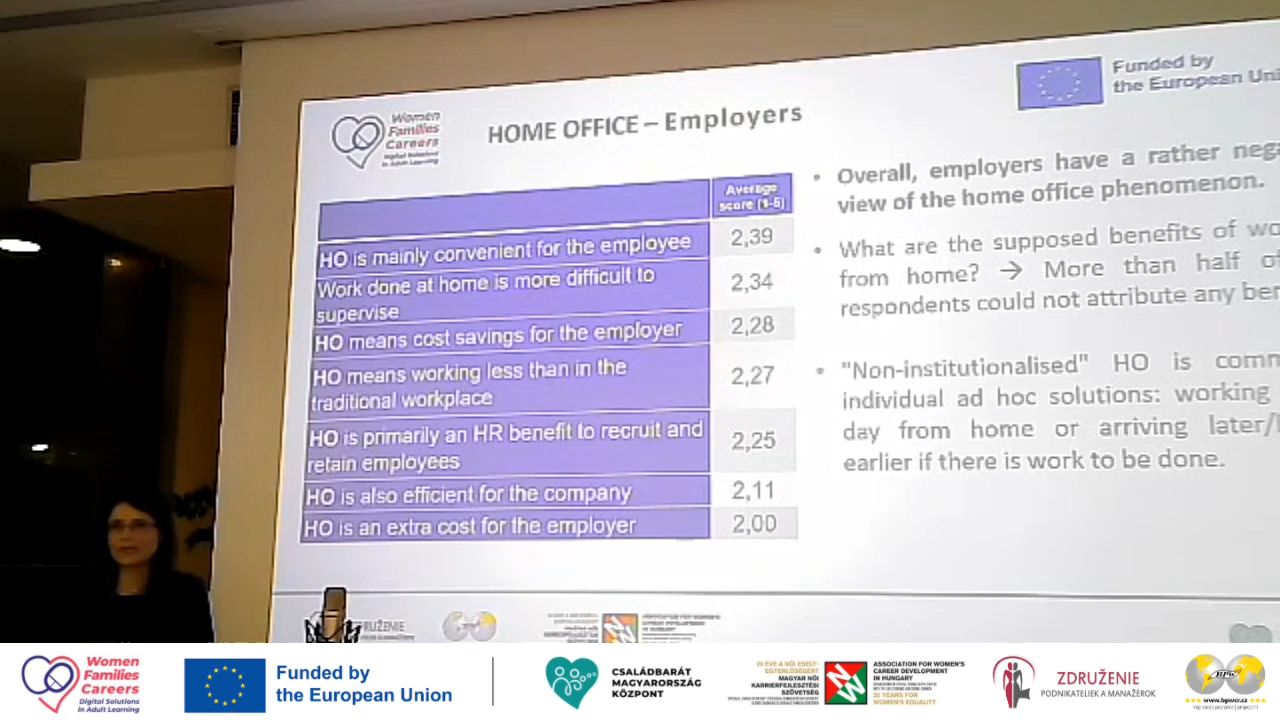 Women
Families
Careers
Digital Solutions
in Adult Learning
HOME OFFICE – Employers
Funded by
the European
Average
score (1-5)
HO is mainly convenient for the employee
2,39
Work done at home is more difficult to
supervise
2,34
HO means cost savings for the employer
2,28
HO means working less than in the
traditional workplace
2,27
HO is primarily an HR benefit to recruit and
retain employees
2,25
HO is also efficient for the company
2,11
HO is an extra cost for the employer
2,00
• Overall, employers have a rather
view of the home office phenomenon.
• What are the supposed benefits of
from home? → More than half
respondents could not attribute any
• "Non-institutionalised" HO is
individual ad hoc solutions: working
day from home or arriving later/
earlier if there is work to be done.
Women
Families
Careers
Digital Solutions
in Adult Learning
Funded by
the European Union
CSALÁDBARÁT
MAGYARORSZÁG
KÖZPONT
20 ÉVE A NŐI ESÉLY-
EGYENLŐSÉGÉRT
MAGYAR NŐI
KARRIERFEJLESZTÉSI
SZÖVETSÉG
ASSOCIATION FOR WOMEN'S
CAREER DEVELOPMENT
IN HUNGARY
20 YEARS FOR
WOMEN'S EQUALITY
ZDRUŽENIE
PODNIKATELIEK A MANAŽÉROK
BPW
www.bpwcr.cz